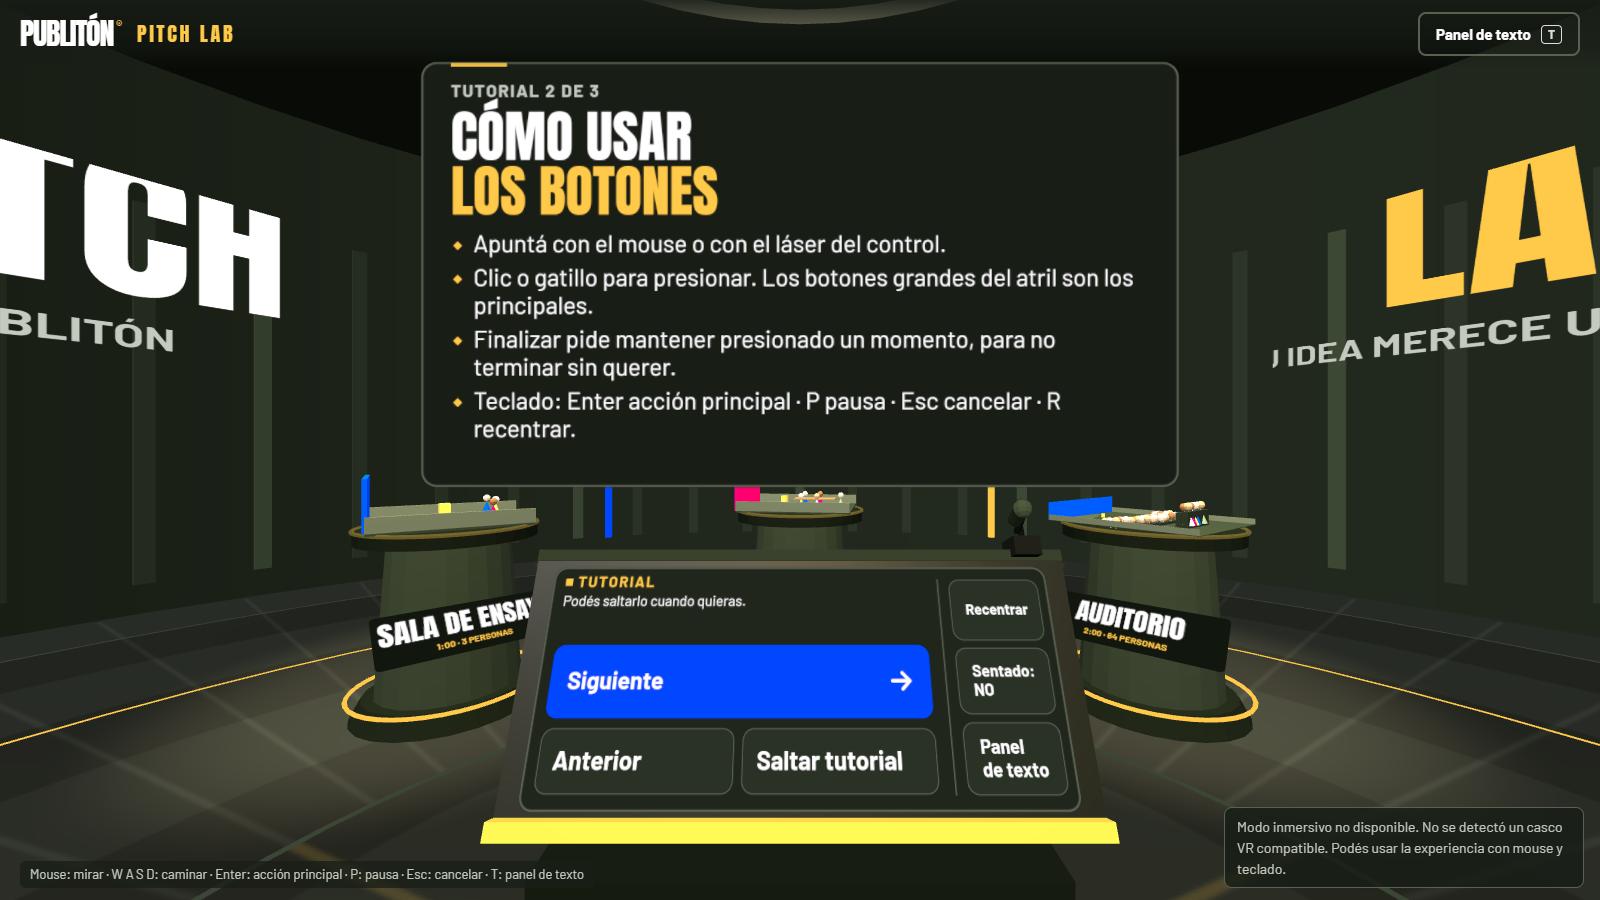 PUBLITÓN PITCH LAB
Panel de texto T
TUTORIAL 2 DE 3
CÓMO USAR
LOS BOTONES
Apuntá con el mouse o con el láser del control.
Clic o gatillo para presionar. Los botones grandes del atril son los
principales.
Finalizar pide mantener presionado un momento, para no
terminar sin querer.
Teclado: Enter acción principal · P pausa · Esc cancelar · R
recentrar.
TCH
BLITÓN
LA
IDEA MERECE U
SALA DE ENSA
1:00 · 3 PERSONAS
AUDITORIO
2:00 · 64 PERSONAS
TUTORIAL
Podés saltarlo cuando quieras.
Siguiente
Anterior
Saltar tutorial
Recentrar
Sentado:
NO
Panel
de texto
Modo inmersivo no disponible. No se detectó un casco
VR compatible. Podés usar la experiencia con mouse y
teclado.
Mouse: mirar · W A S D: caminar · Enter: acción principal · P: pausa · Esc: cancelar · T: panel de texto